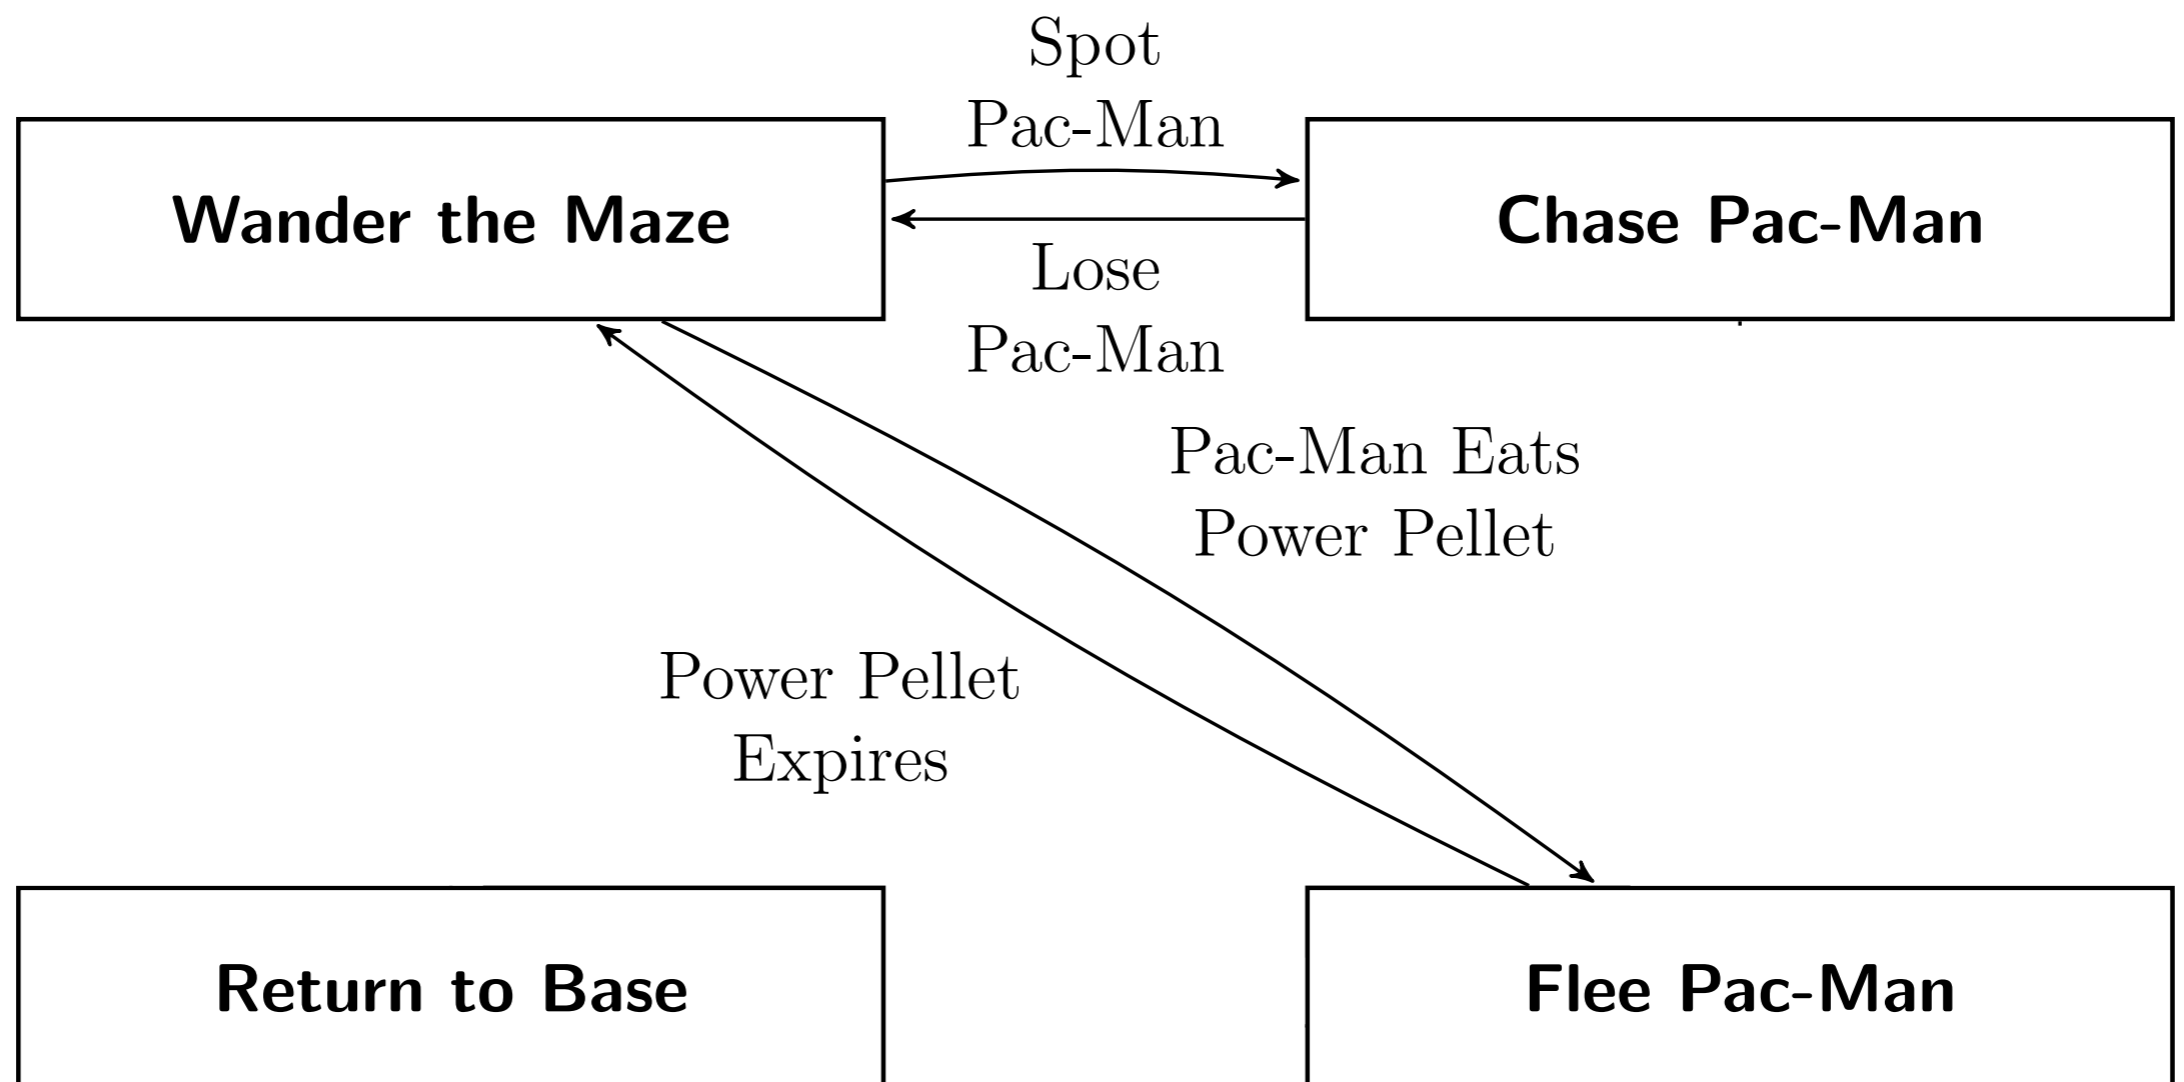 Spot
Pac-Man
Wander the Maze
Chase Pac-Man
Lose
Pac-Man
Pac-Man Eats
Power Pellet
Power Pellet
Expires
Return to Base
Flee Pac-Man